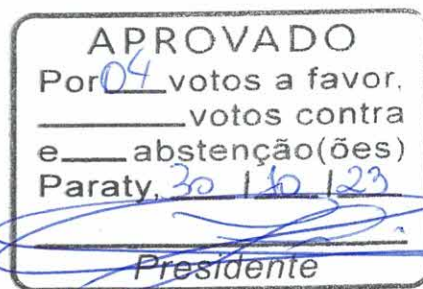 APROVADO
Por 04 votos a favor,
votos contra
e abstenção(ões)
Paraty, 30 / 10 / 23
Presidente